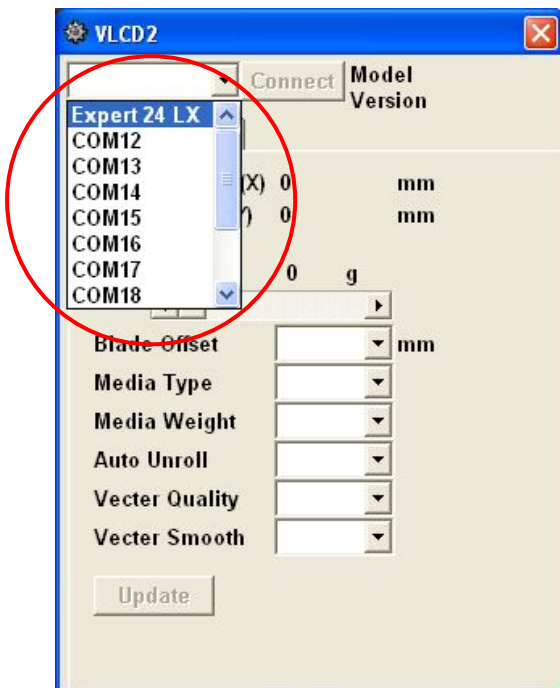 VLCD2
Connect Model
Version
Expert 24 LX
COM12
COM13
COM14 (X) 0 mm
COM15 0 mm
COM16
COM17 0 g
COM18
Blade Offset mm
Media Type
Media Weight
Auto Unroll
Vecter Quality
Vecter Smooth
Update